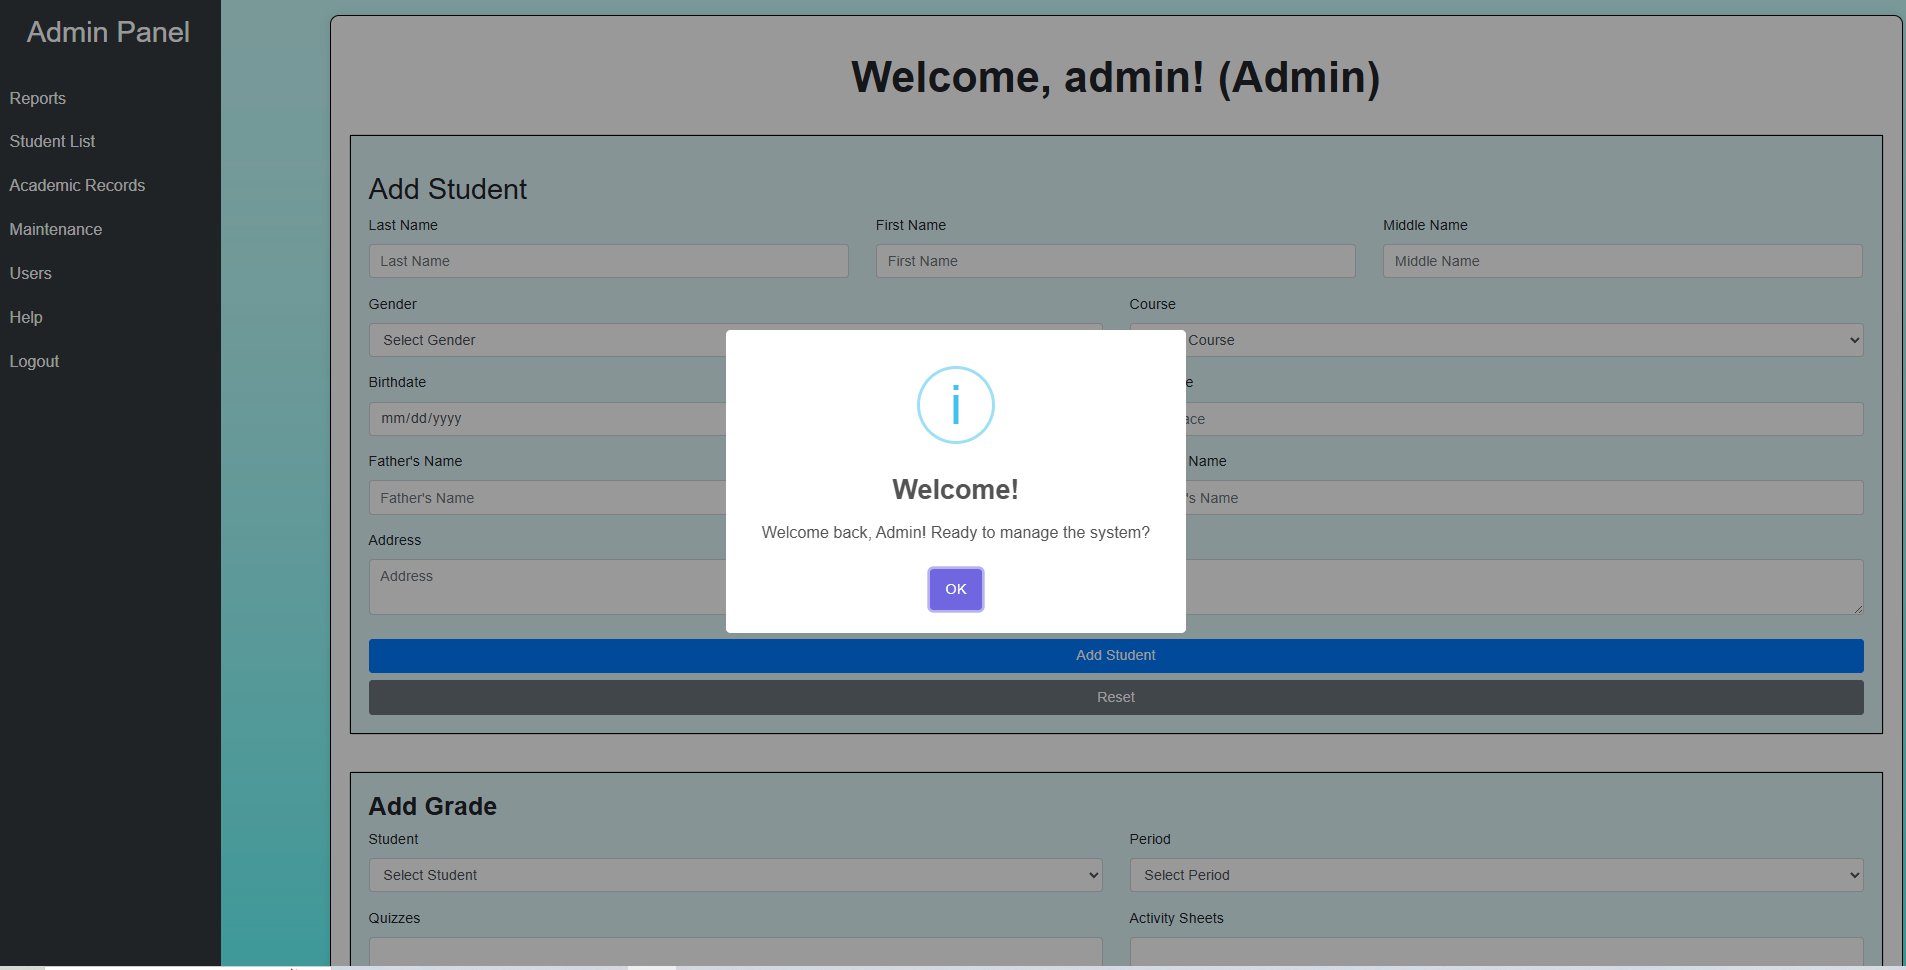 Admin Panel
Reports
Student List
Academic Records
Maintenance
Users
Help
Logout
Welcome, admin! (Admin)
Add Student
Last Name First Name Middle Name
Last Name First Name Middle Name
Gender Course
Select Gender Course
Birthdate e
mm/dd/yyyy ace
Father's Name Name
Father's Name 's Name
Address
Address
i
Welcome!
Welcome back, Admin! Ready to manage the system?
OK
Add Student
Reset
Add Grade
Student Period
Select Student Select Period
Quizzes Activity Sheets